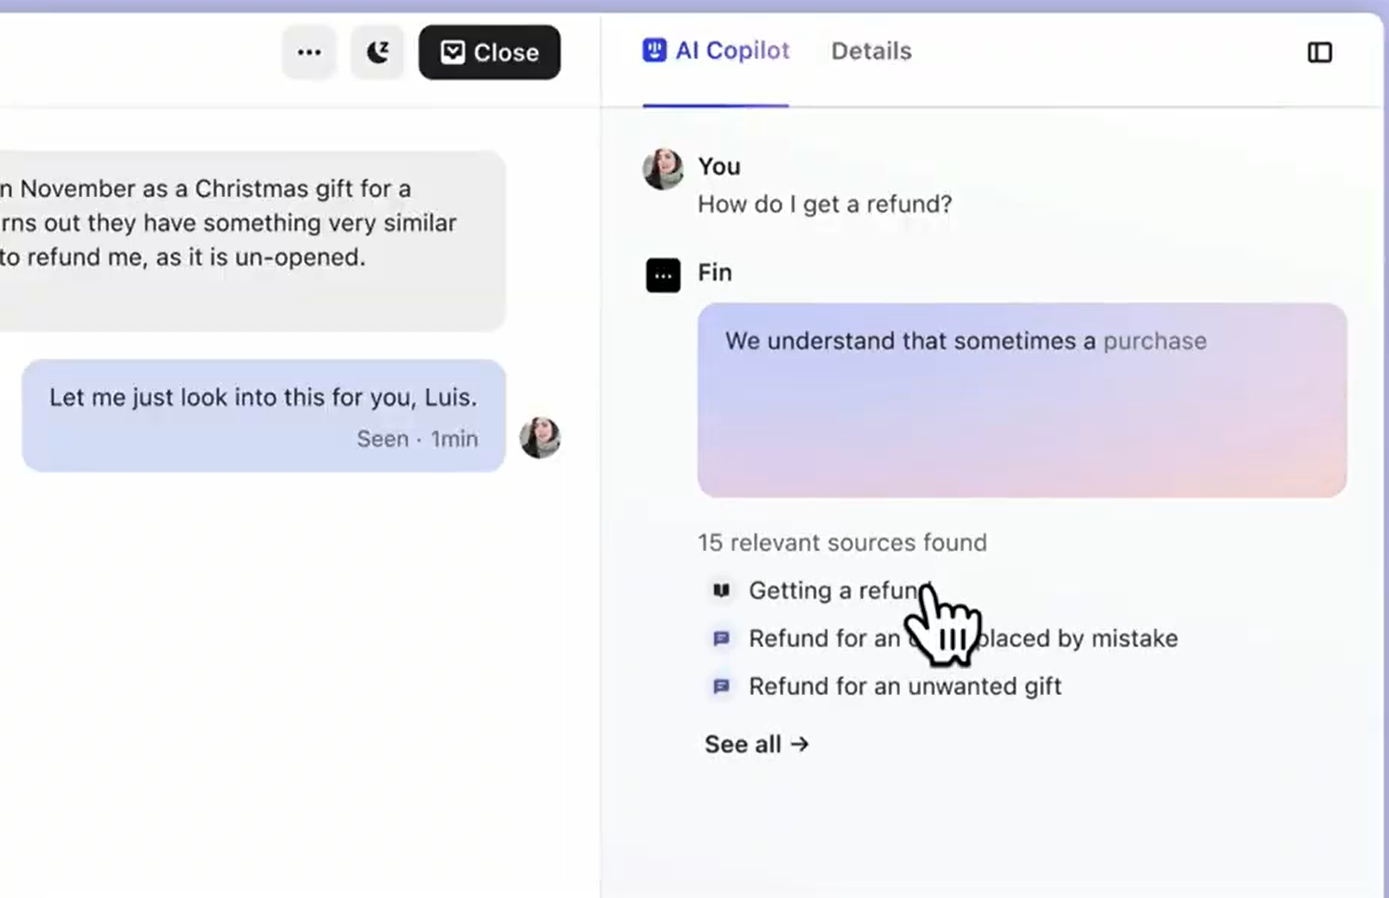 Close
n November as a Christmas gift for a
rns out they have something very similar
to refund me, as it is un-opened.
Let me just look into this for you, Luis.
Seen · 1min
AI Copilot
Details
You
How do I get a refund?
Fin
We understand that sometimes a purchase
15 relevant sources found
Getting a refun
Refund for an placed by mistake
Refund for an unwanted gift
See all →